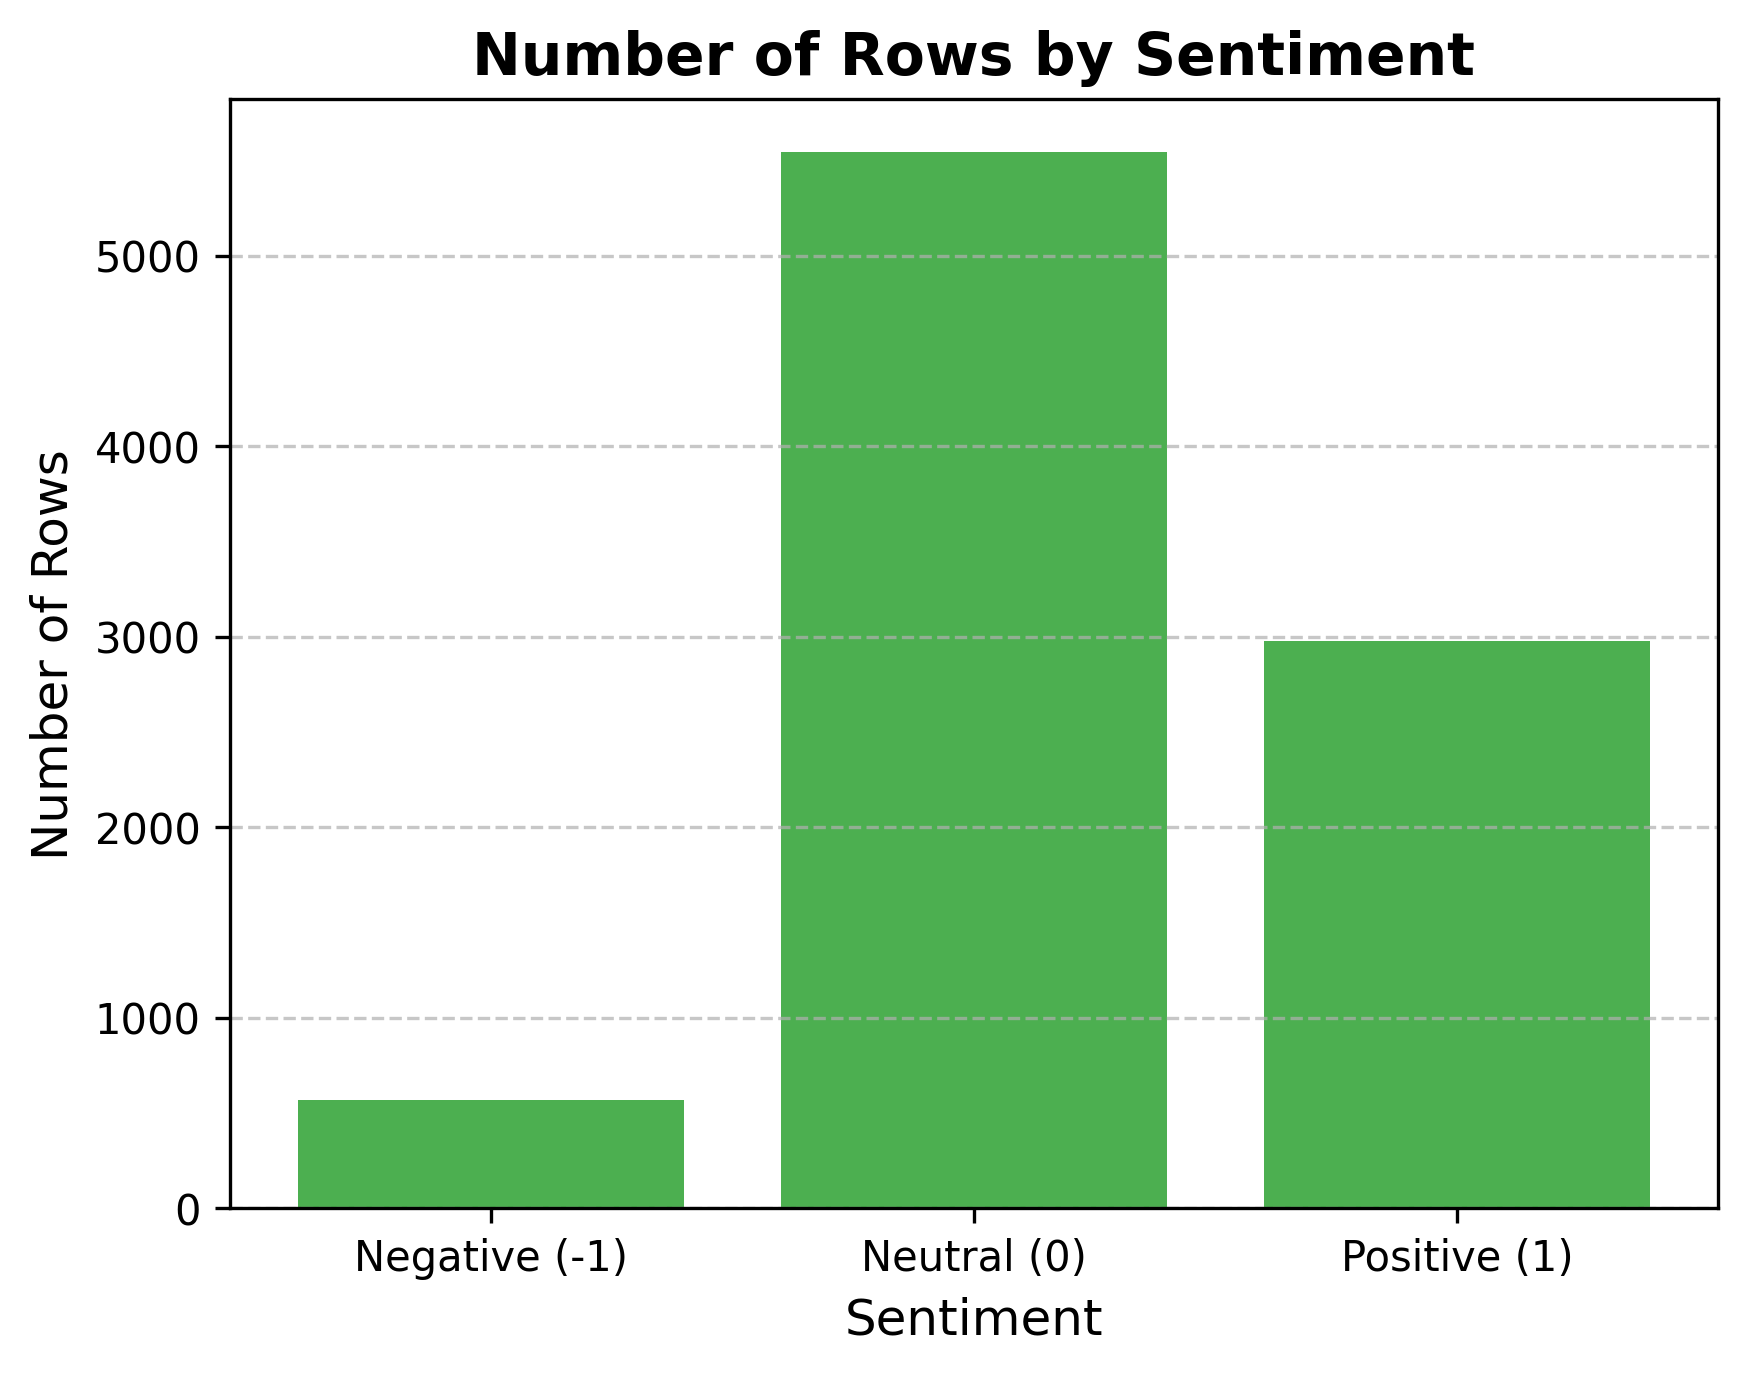 Number of Rows by Sentiment
Number of Rows
5000
4000
3000
2000
1000
0
Negative (-1)
Neutral (0)
Positive (1)
Sentiment